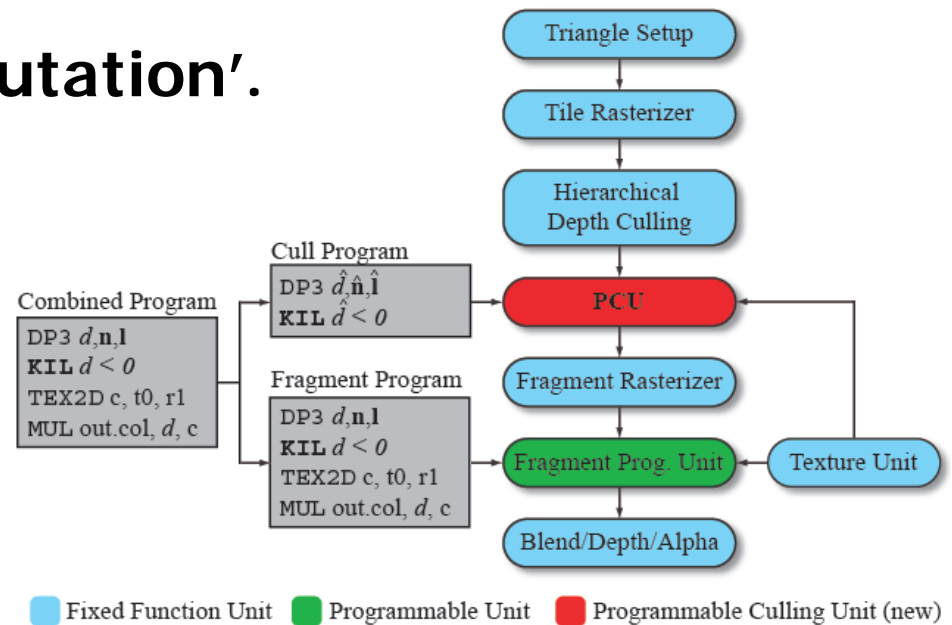 utation'.
Triangle Setup
Tile Rasterizer
Hierarchical
Depth Culling
PCU
Fragment Rasterizer
Fragment Prog. Unit
Texture Unit
Blend/Depth/Alpha
Combined Program
DP3 d,n,l
KIL d < 0
TEX2D c, t0, r1
MUL out.col, d, c
Cull Program
DP3 d̂,n̂,l̂
KIL d̂ < 0
Fragment Program
DP3 d,n,l
KIL d < 0
TEX2D c, t0, r1
MUL out.col, d, c
Fixed Function Unit
Programmable Unit
Programmable Culling Unit (new)